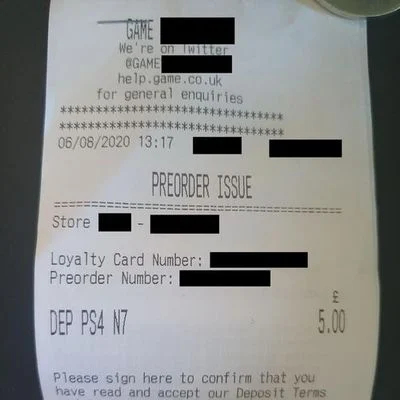 GAME
We're on Twitter
@GAME
help.game.co.uk
for general enquiries
**********************************
**********************************
06/08/2020 13:17
PREORDER ISSUE
========================================
Store -
Loyalty Card Number:
Preorder Number:
£
DEP PS4 N7 5.00
Please sign here to confirm that you
have read and accept our Deposit Terms